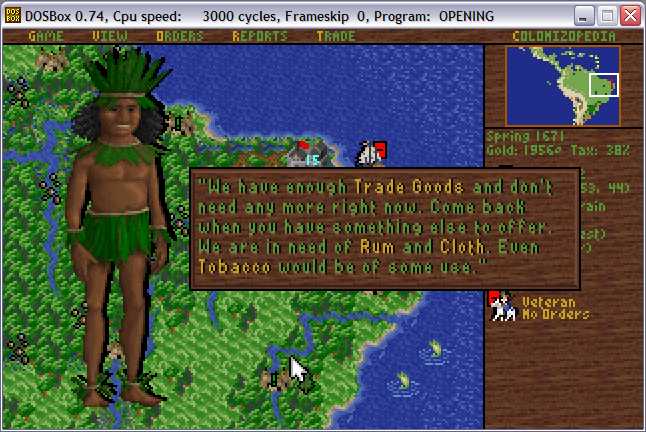 DOSBox 0.74, Cpu speed: 3000 cycles, Frameskip 0, Program: OPENING
GAME VIEW ORDERS REPORTS TRADE COLONIZOPEDIA
Spring 1671
Gold: 1956¢ Tax: 38%
15
"We have enough Trade Goods and don't
need any more right now. Come back
when you have something else to offer.
We are in need of Rum and Cloth. Even
Tobacco would be of some use."
53, 44)
Veteran
No Orders